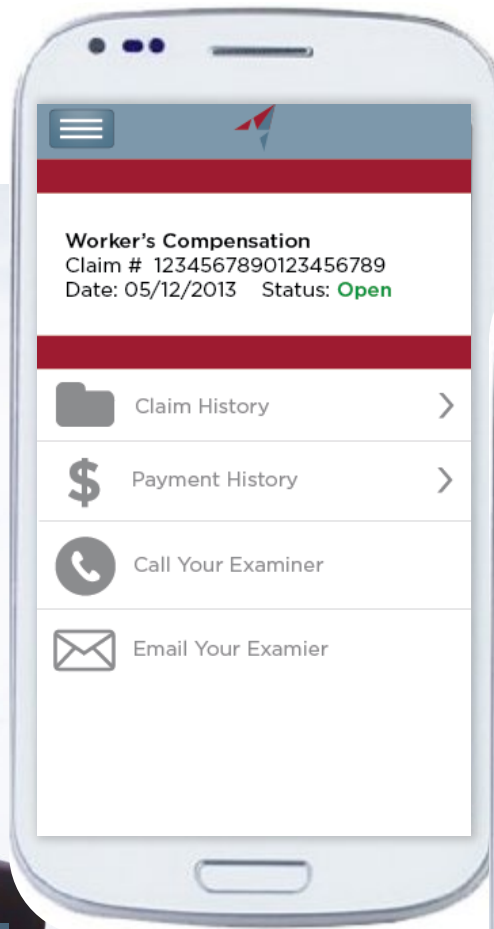 Worker's Compensation
Claim # 1234567890123456789
Date: 05/12/2013 Status: Open
Claim History
$ Payment History
Call Your Examiner
Email Your Examier